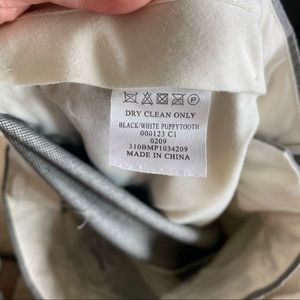 DRY CLEAN ONLY
BLACK/WHITE PUPPYTOOTH
000123 C1
0209
310BMP1034209
MADE IN CHINA